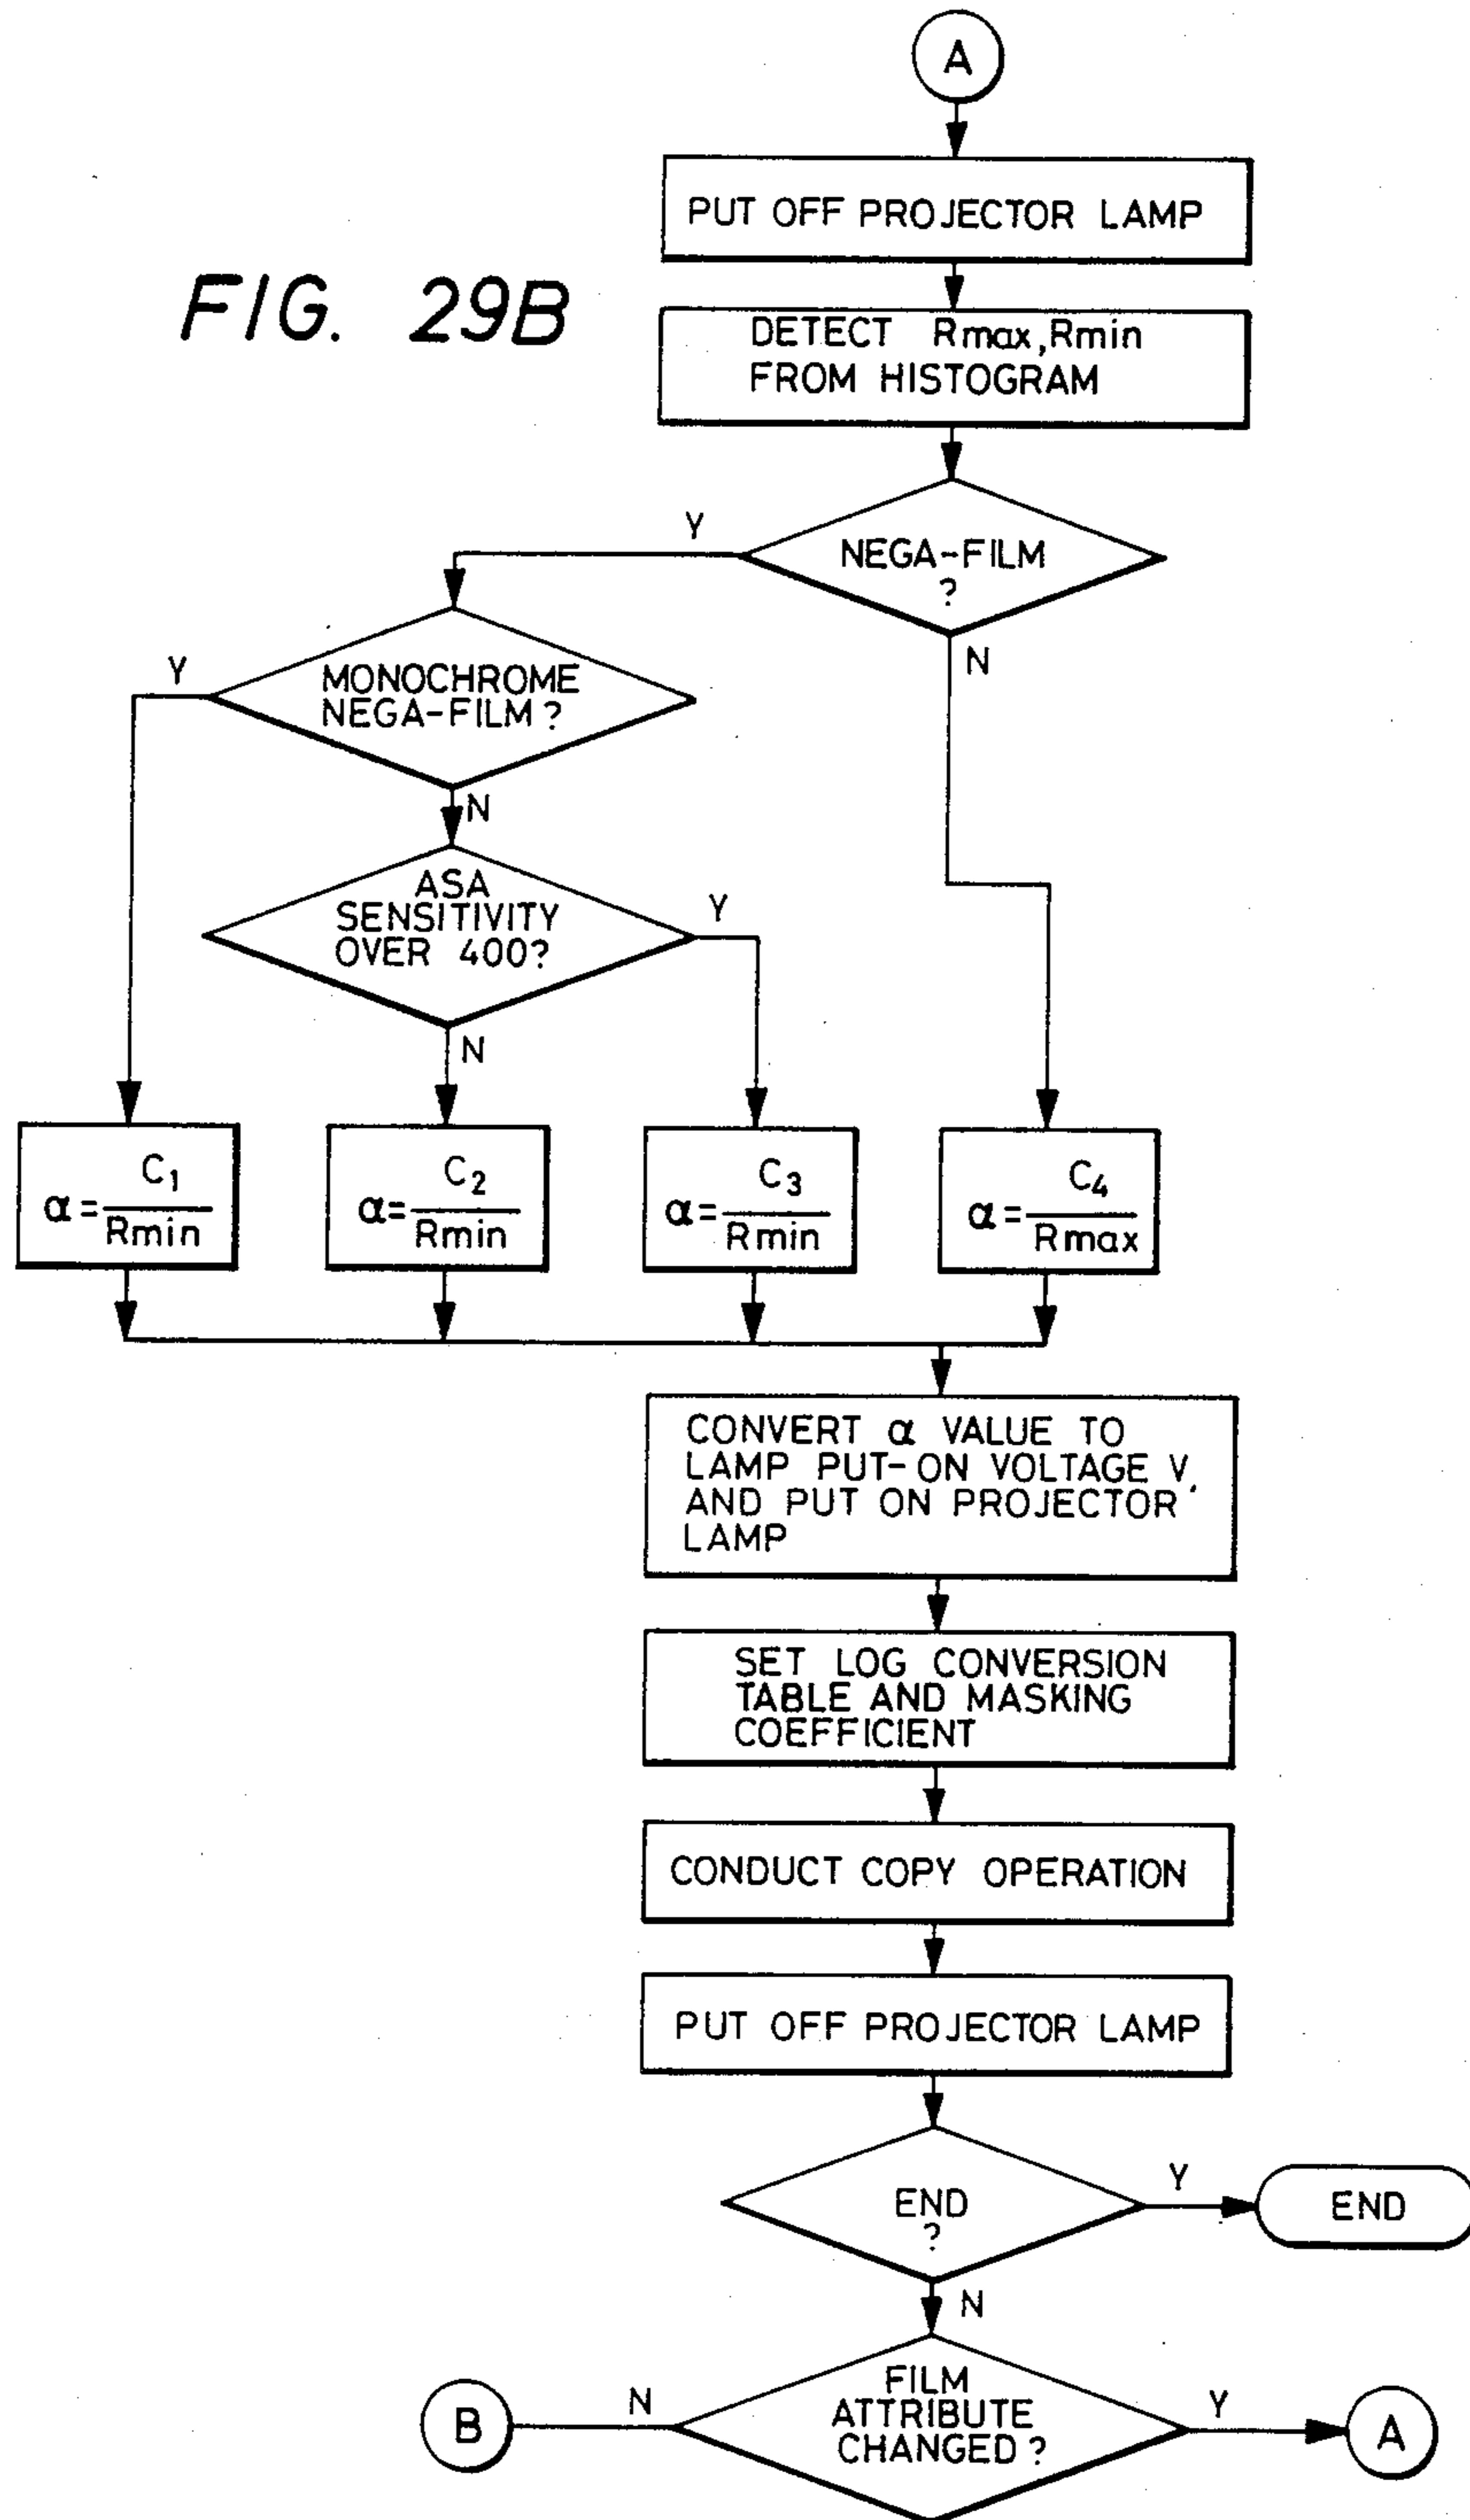 A
PUT OFF PROJECTOR LAMP
FIG. 29B
DETECT Rmax,Rmin
FROM HISTOGRAM
Y
NEGA-FILM
?
N
Y
MONOCHROME
NEGA-FILM?
N
ASA
SENSITIVITY
OVER 400?
Y
N
α=C1/Rmin
α=C2/Rmin
α=C3/Rmin
α=C4/Rmax
CONVERT α VALUE TO
LAMP PUT-ON VOLTAGE V,
AND PUT ON PROJECTOR
LAMP
SET LOG CONVERSION
TABLE AND MASKING
COEFFICIENT
CONDUCT COPY OPERATION
PUT OFF PROJECTOR LAMP
END
?
Y
END
N
FILM
ATTRIBUTE
CHANGED?
N
B
Y
A